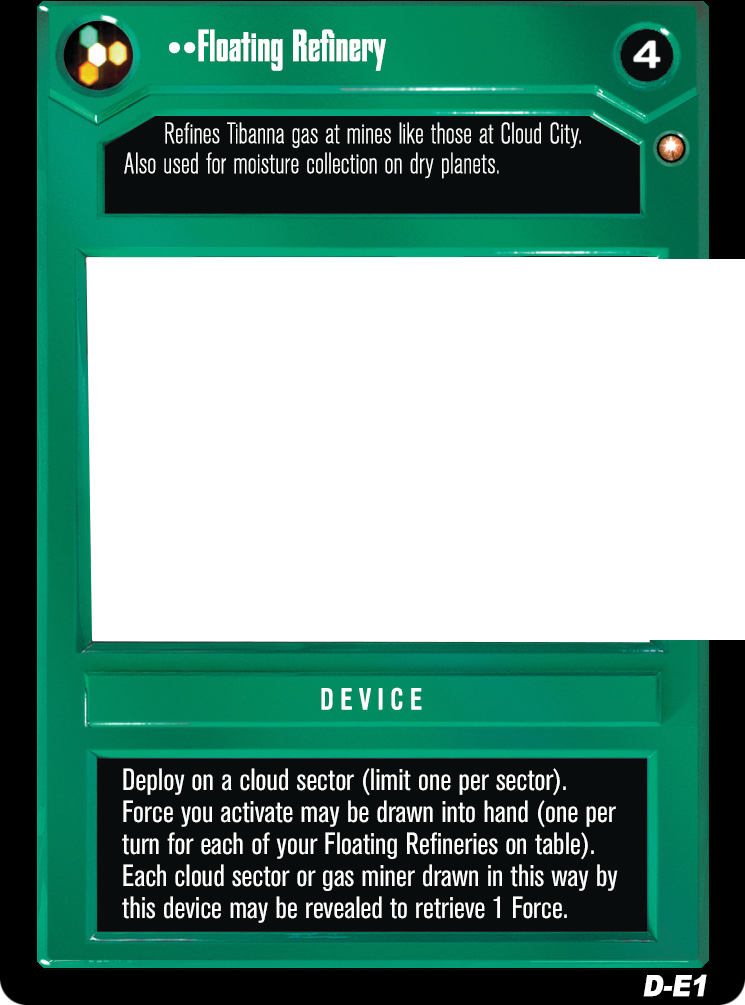 ••Floating Refinery
4
Refines Tibanna gas at mines like those at Cloud City.
Also used for moisture collection on dry planets.
DEVICE
Deploy on a cloud sector (limit one per sector).
Force you activate may be drawn into hand (one per
turn for each of your Floating Refineries on table).
Each cloud sector or gas miner drawn in this way by
this device may be revealed to retrieve 1 Force.
D-E1